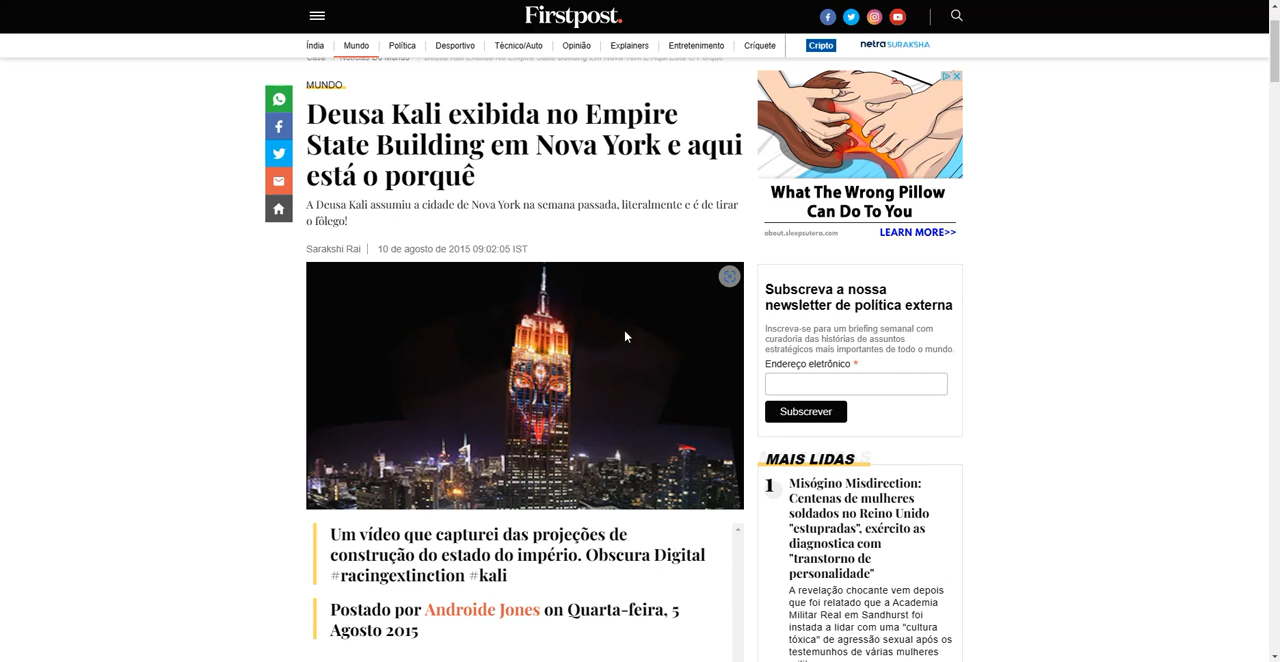 Firstpost.
Índia
Mundo
Política
Desportivo
Técnico/Auto
Opinião
Explainers
Entretenimento
Críquete
Cripto
netra SURAKSHA
MUNDO
Deusa Kali exibida no Empire
State Building em Nova York e aqui
está o porquê
A Deusa Kali assumiu a cidade de Nova York na semana passada, literalmente e é de tirar
o fôlego!
Sarakshi Rai
10 de agosto de 2015 09:02:05 IST
Um vídeo que capturei das projeções de
construção do estado do império. Obscura Digital
#racingextinction #kali
Postado por Androide Jones on Quarta-feira, 5
Agosto 2015
What The Wrong Pillow
Can Do To You
about.sleepsutera.com
LEARN MORE>>
Subscreva a nossa
newsletter de política externa
Inscreva-se para um briefing semanal com
curadoria das histórias de assuntos
estratégicos mais importantes de todo o mundo.
Endereço eletrônico *
Subscrever
MAIS LIDAS
1
Misógino Misdirection:
Centenas de mulheres
soldados no Reino Unido
"estupradas", exército as
diagnostica com
"transtorno de
personalidade"
A revelação chocante vem depois
que foi relatado que a Academia
Militar Real em Sandhurst foi
instada a lidar com uma "cultura
tóxica" de agressão sexual após os
testemunhos de várias mulheres